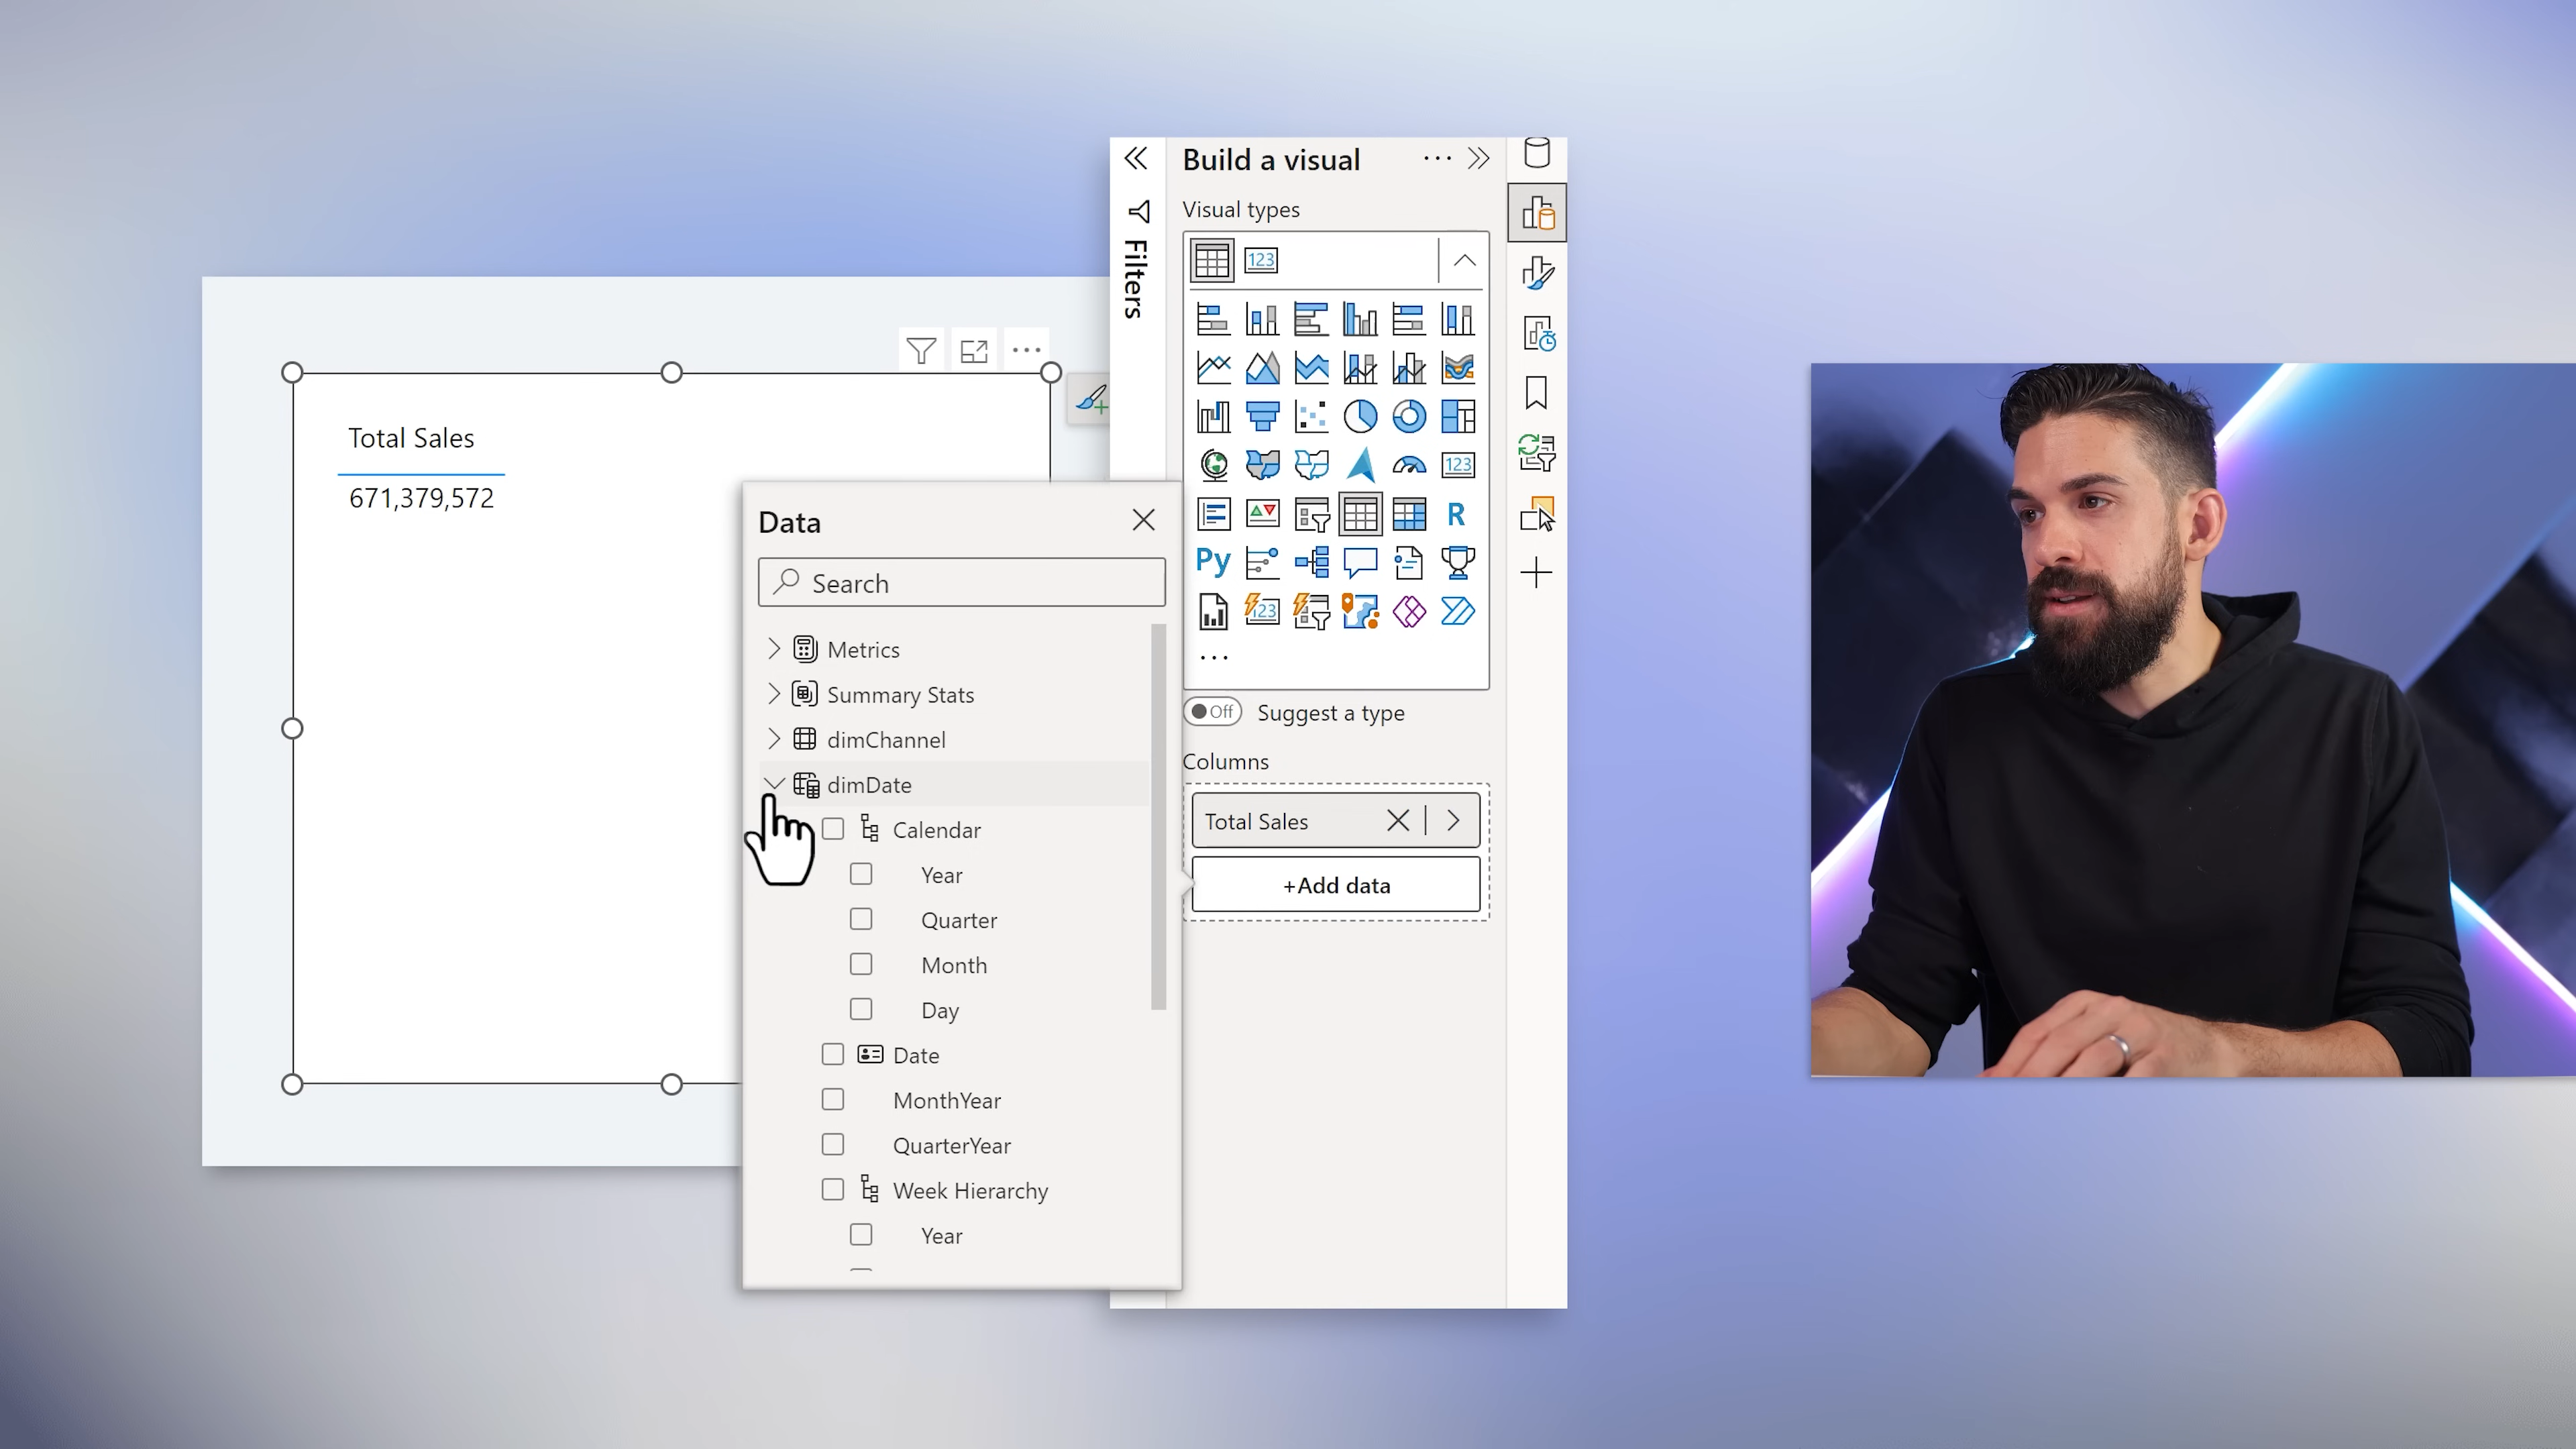 Build a visual
Visual types
Filters
123
123
R
Py
123
Suggest a type
Off
Columns
Total Sales
+Add data
Total Sales
671,379,572
Data
Search
Metrics
Summary Stats
dimChannel
dimDate
Calendar
Year
Quarter
Month
Day
Date
MonthYear
QuarterYear
Week Hierarchy
Year